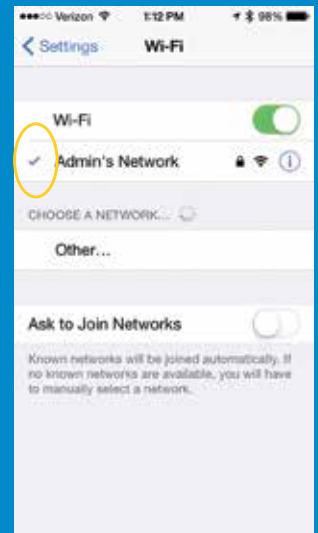 Verizon 1:12 PM 98%
Settings Wi-Fi
Wi-Fi
Admin's Network
CHOOSE A NETWORK...
Other...
Ask to Join Networks
Known networks will be joined automatically. If
no known networks are available, you will have
to manually select a network.